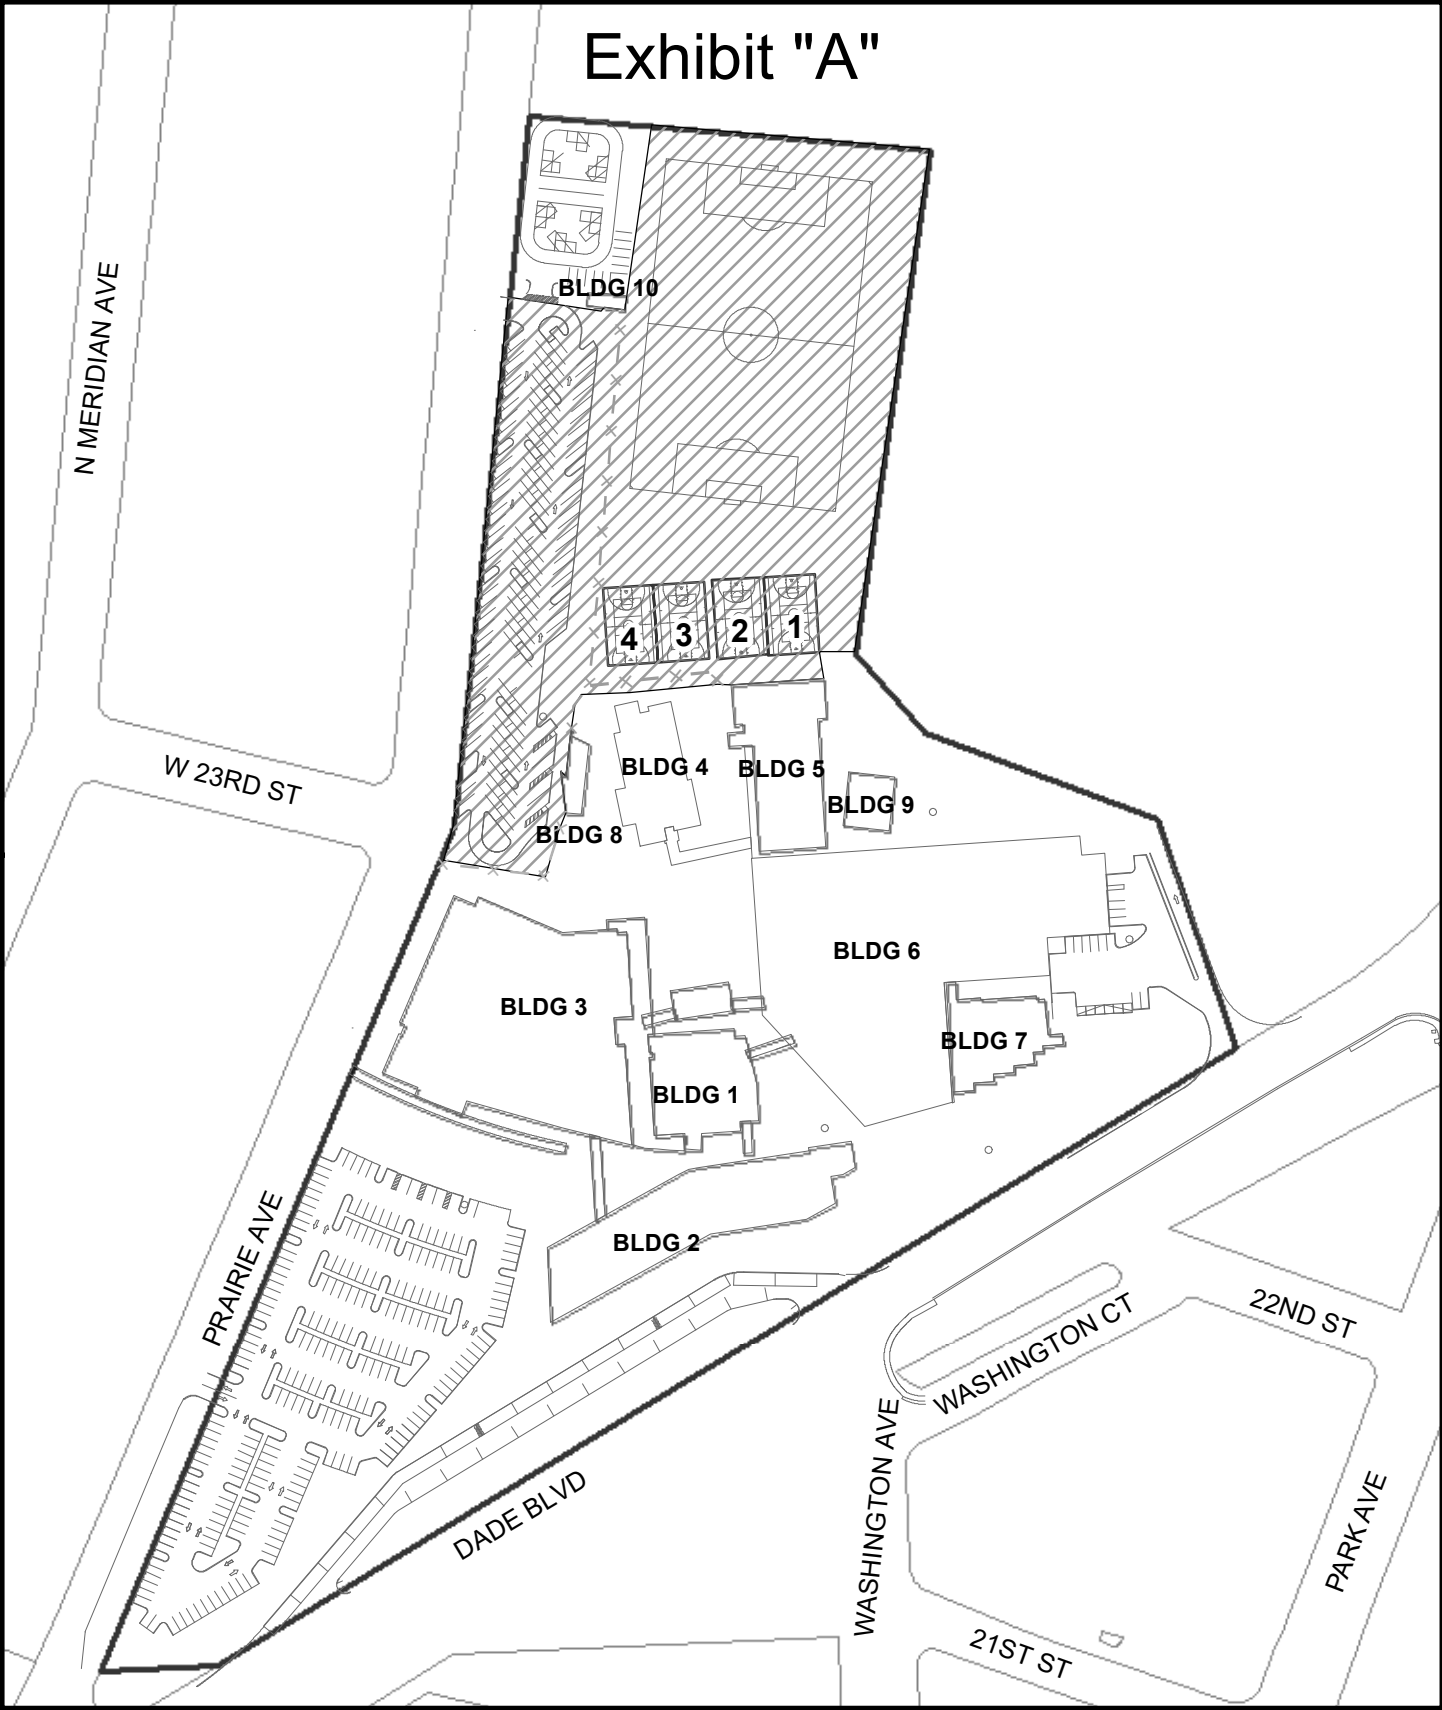 Exhibit "A"
BLDG 10
N MERIDIAN AVE
4
3
2
1
W 23RD ST
BLDG 4
BLDG 5
BLDG 9
BLDG 8
BLDG 6
BLDG 3
BLDG 7
BLDG 1
BLDG 2
PRAIRIE AVE
22ND ST
WASHINGTON CT
WASHINGTON AVE
DADE BLVD
PARK AVE
21ST ST